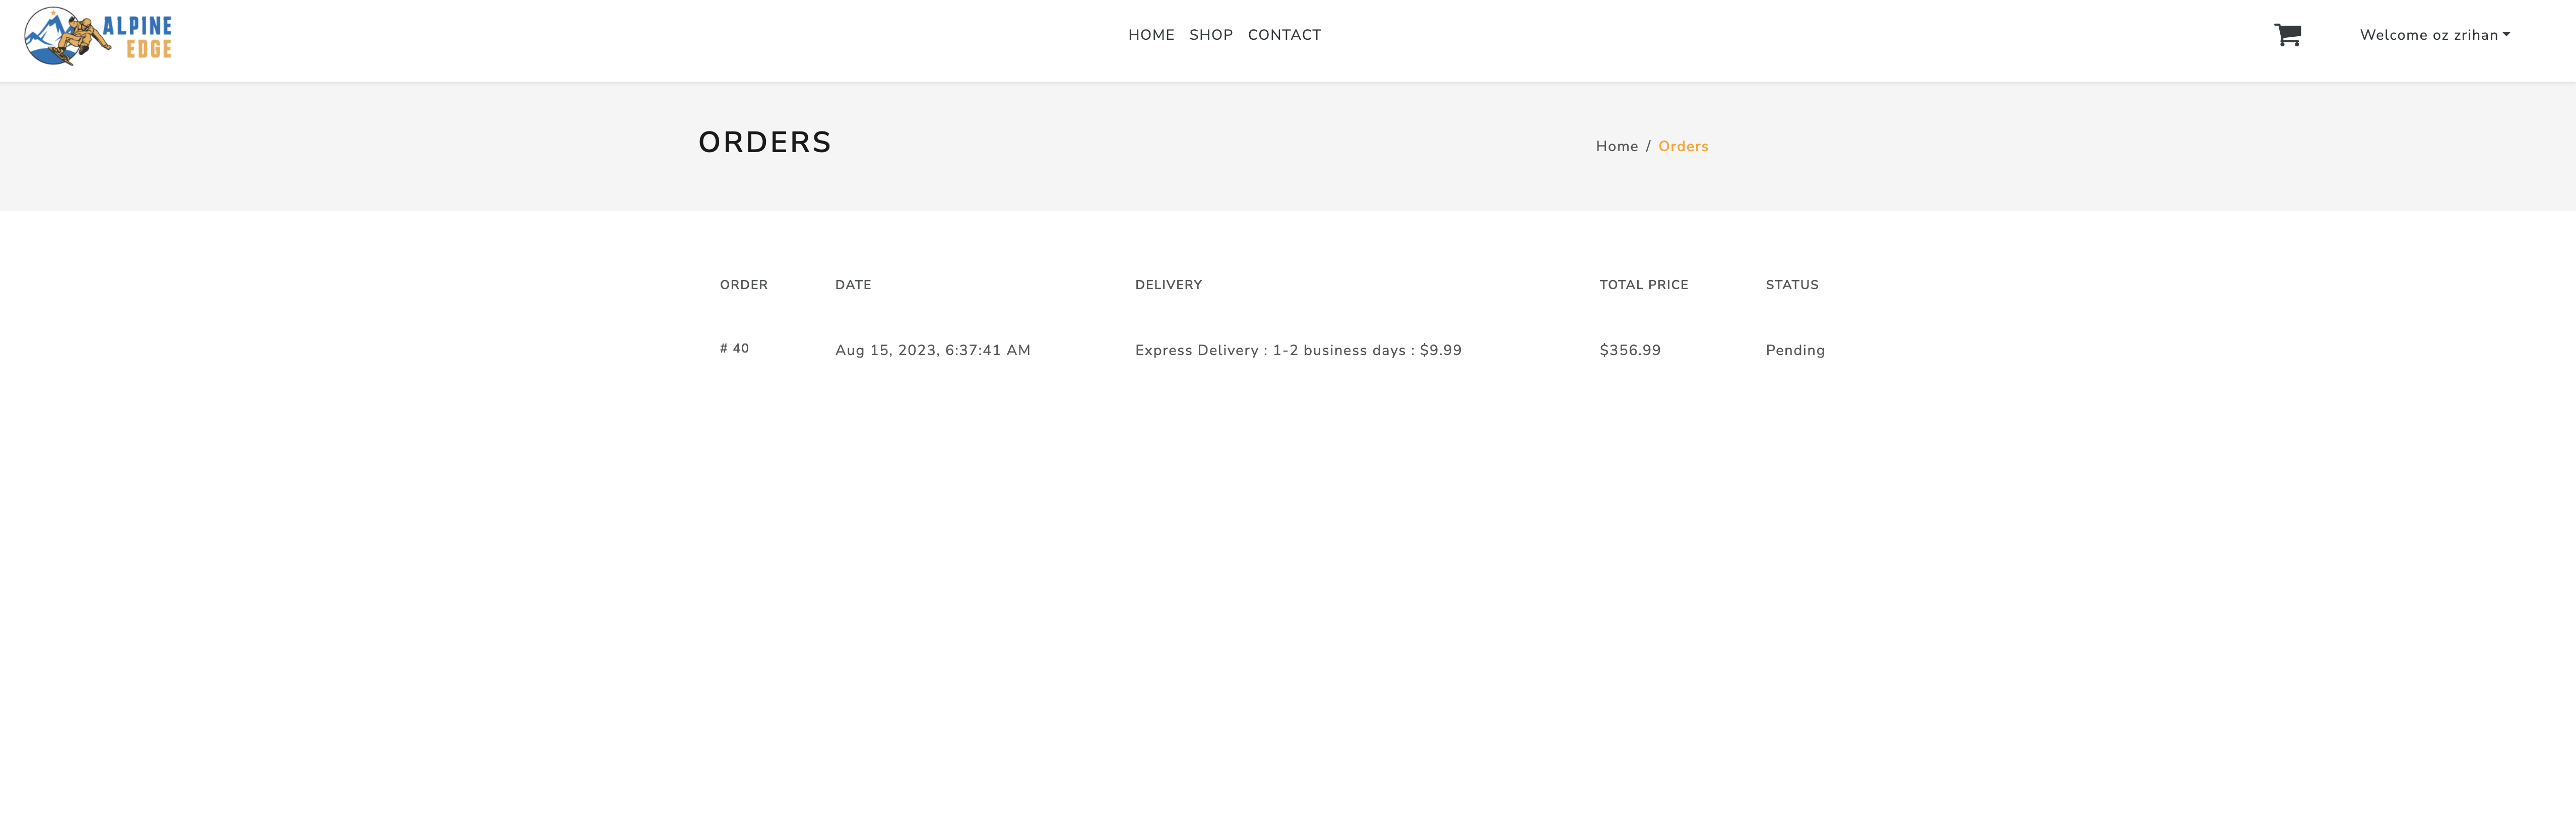 ALPINE
EDGE
HOME SHOP CONTACT
Welcome oz zrihan
ORDERS
Home / Orders
ORDER DATE DELIVERY TOTAL PRICE STATUS
# 40 Aug 15, 2023, 6:37:41 AM Express Delivery : 1-2 business days : $9.99 $356.99 Pending